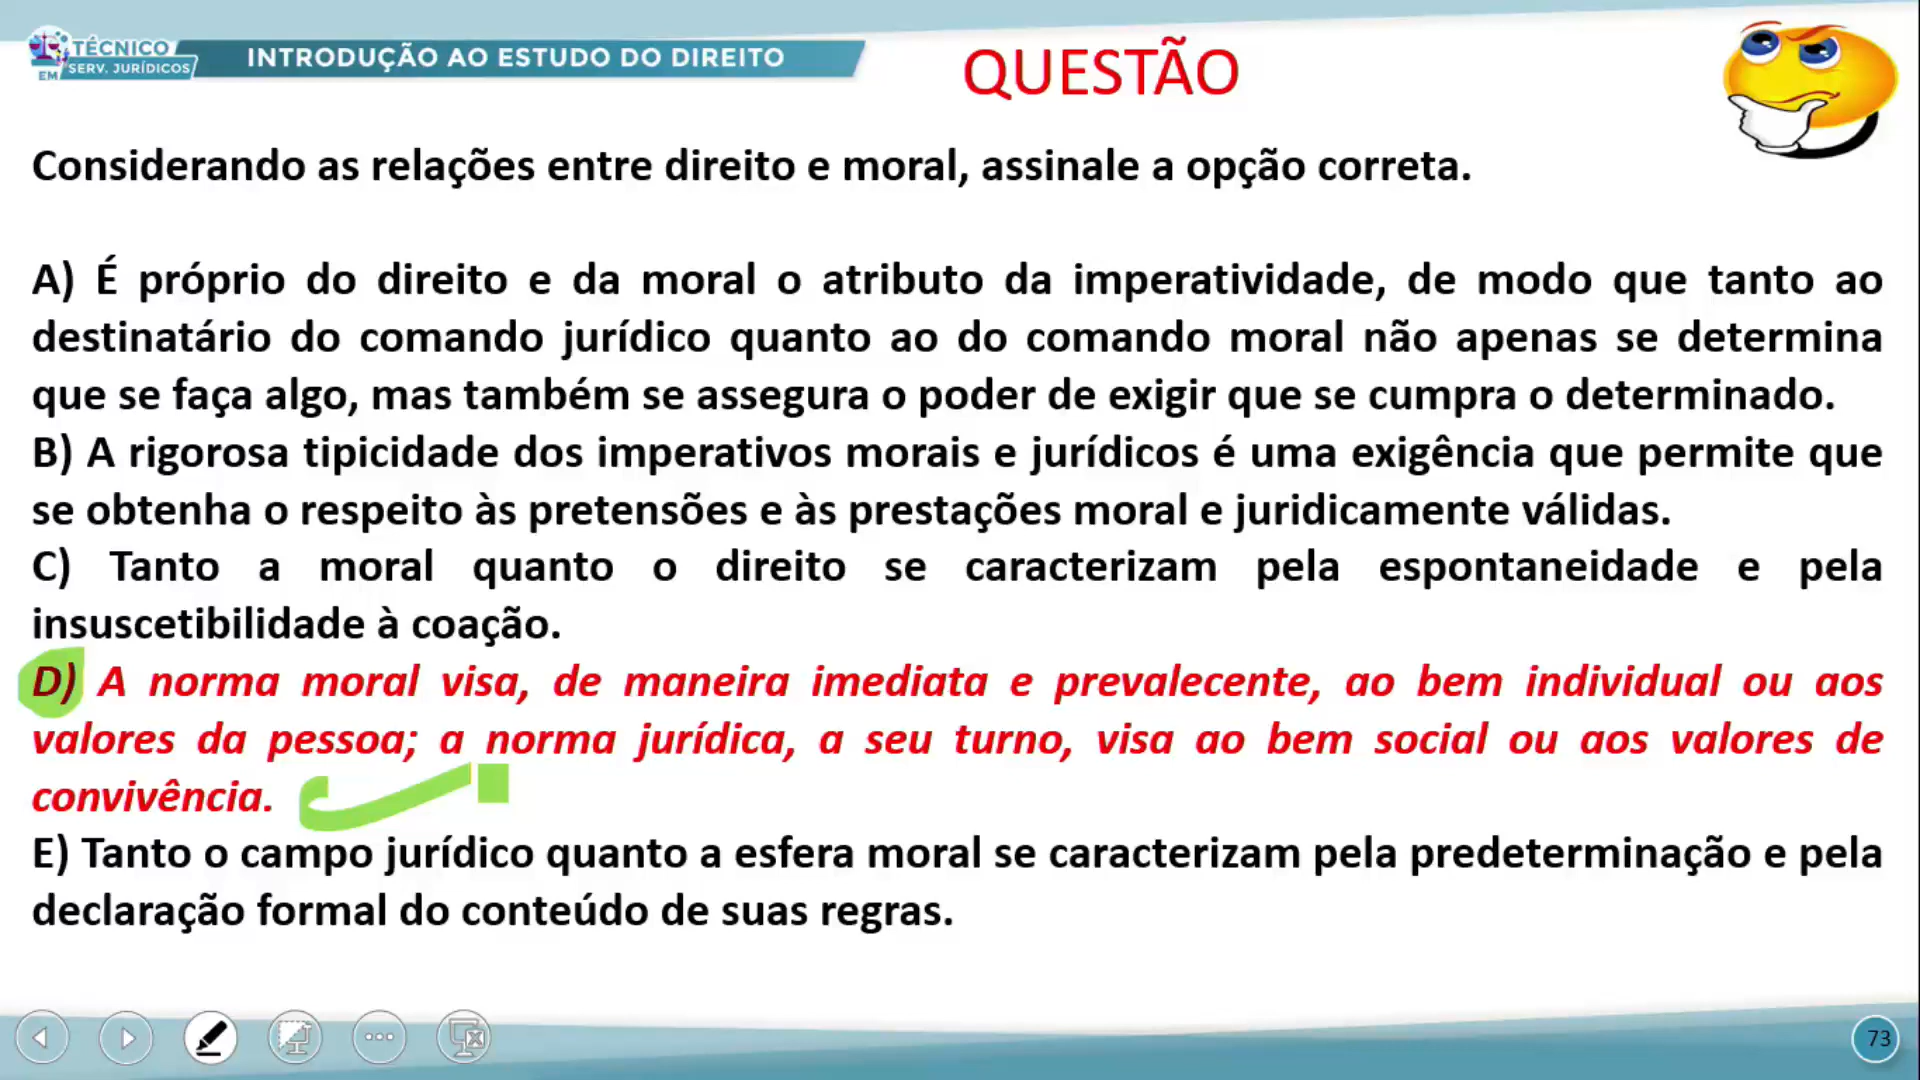 TÉCNICO
EM SERV. JURÍDICOS
INTRODUÇÃO AO ESTUDO DO DIREITO
QUESTÃO
Considerando as relações entre direito e moral, assinale a opção correta.
A) É próprio do direito e da moral o atributo da imperatividade, de modo que tanto ao
destinatário do comando jurídico quanto ao do comando moral não apenas se determina
que se faça algo, mas também se assegura o poder de exigir que se cumpra o determinado.
B) A rigorosa tipicidade dos imperativos morais e jurídicos é uma exigência que permite que
se obtenha o respeito às pretensões e às prestações moral e juridicamente válidas.
C) Tanto a moral quanto o direito se caracterizam pela espontaneidade e pela
insuscetibilidade à coação.
D) A norma moral visa, de maneira imediata e prevalecente, ao bem individual ou aos
valores da pessoa; a norma jurídica, a seu turno, visa ao bem social ou aos valores de
convivência.
E) Tanto o campo jurídico quanto a esfera moral se caracterizam pela predeterminação e pela
declaração formal do conteúdo de suas regras.
73